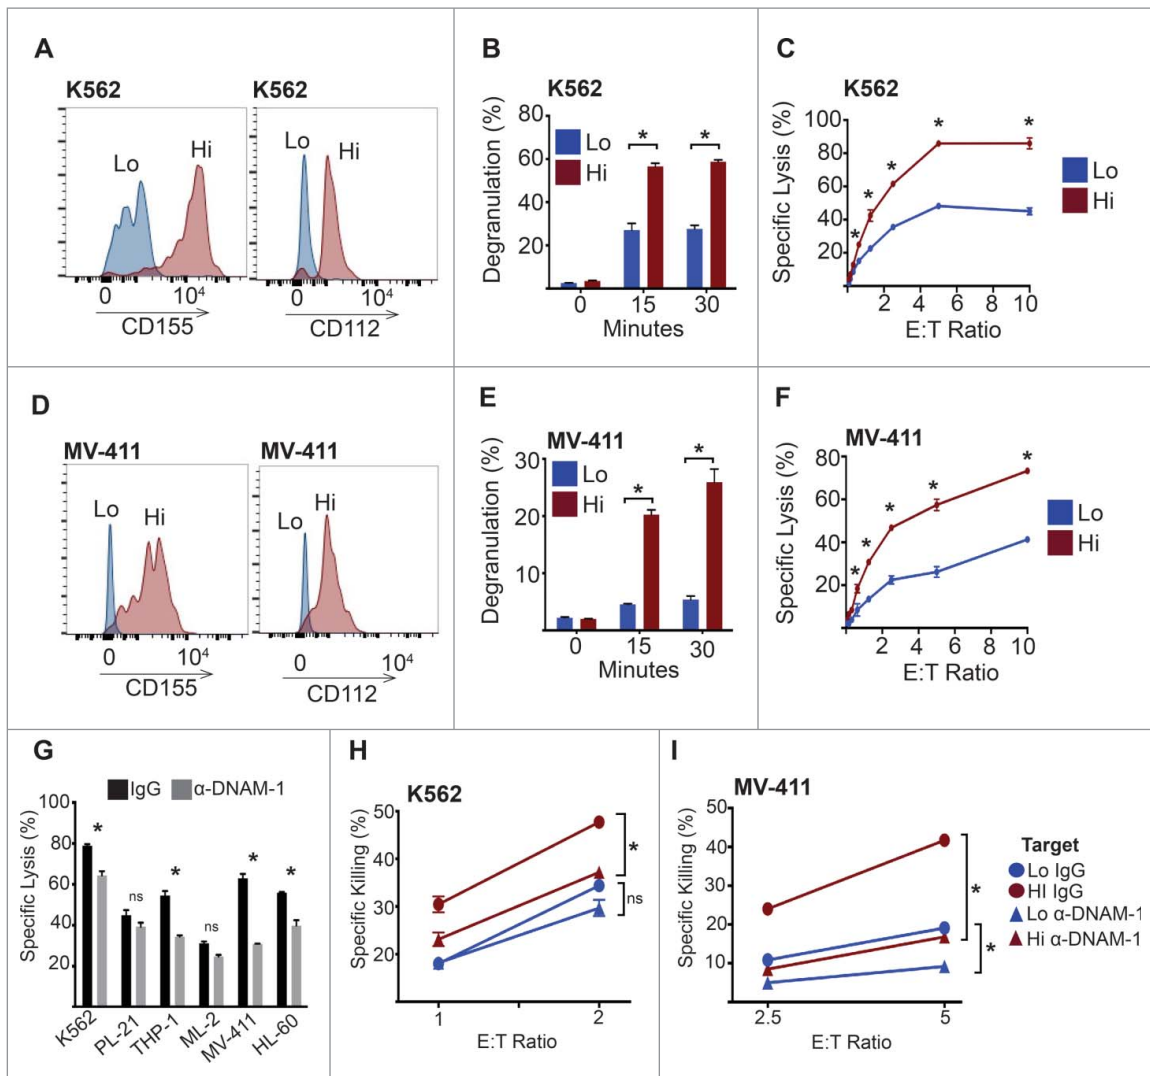 A
K562
K562
Lo
Hi
Lo
Hi
0
10⁴
0
10⁴
CD155
CD112
B
K562
Degranulation (%)
80
60
40
20
Lo
Hi
*
*
0
15
30
Minutes
C
K562
Specific Lysis (%)
100
80
60
40
20
*
*
*
*
*
Lo
Hi
2
4
6
8
10
E:T Ratio
D
MV-411
MV-411
Lo
Hi
Lo
Hi
0
10⁴
0
10⁴
CD155
CD112
E
MV-411
Degranulation (%)
30
20
10
Lo
Hi
*
*
0
15
30
Minutes
F
MV-411
Specific Lysis (%)
80
60
40
20
*
*
*
*
*
Lo
Hi
2
4
6
8
10
E:T Ratio
G
IgG
α-DNAM-1
Specific Lysis (%)
100
80
60
40
20
*
ns
*
ns
*
*
K562
PL-21
THP-1
ML-2
MV-411
HL-60
H
K562
Specific Killing (%)
50
40
30
20
*
ns
1
2
E:T Ratio
I
MV-411
Specific Killing (%)
50
40
30
20
10
*
*
2.5
5
E:T Ratio
Target
Lo IgG
HI IgG
Lo α-DNAM-1
Hi α-DNAM-1